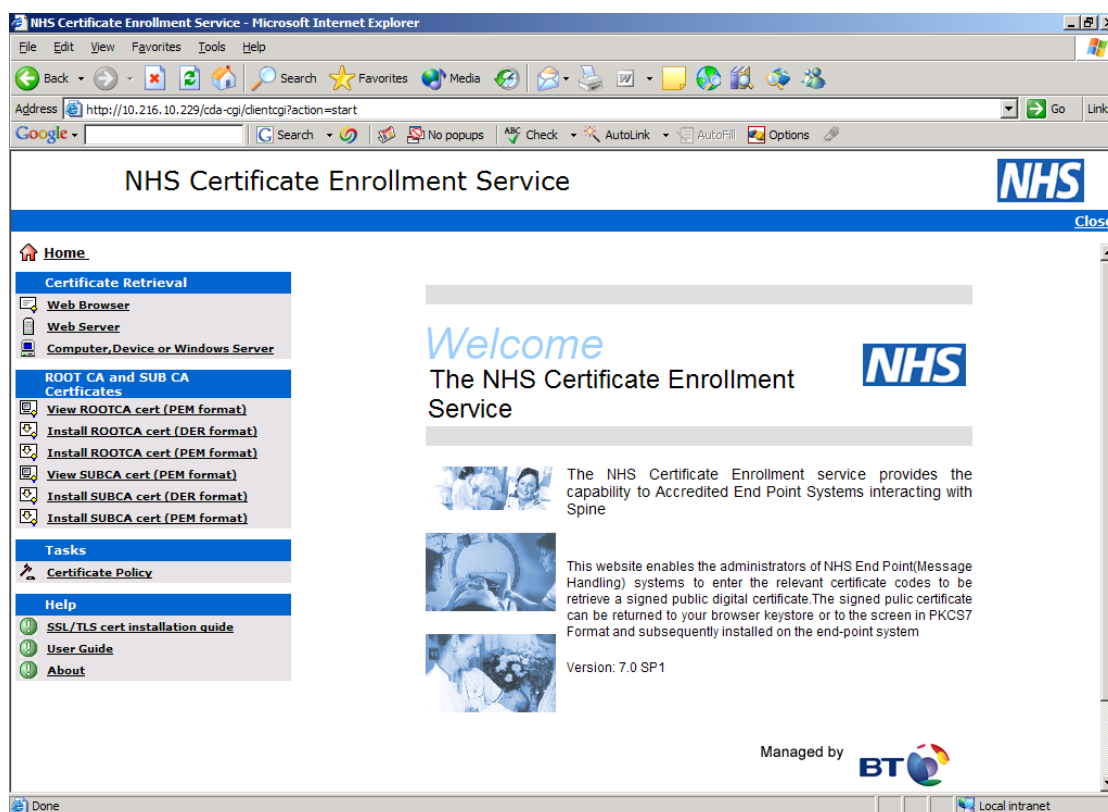 NHS Certificate Enrollment Service - Microsoft Internet Explorer
File Edit View Favorites Tools Help
Back Search Favorites Media
Address http://10.216.10.229/cda-cgi/clientcgi?action=start Go Link
Google Search No popups ABC Check AutoLink AutoFill Options
NHS Certificate Enrollment Service
NHS
Close
Home
Certificate Retrieval
Web Browser
Web Server
Computer,Device or Windows Server
ROOT CA and SUB CA
Certficates
View ROOTCA cert (PEM format)
Install ROOTCA cert (DER format)
Install ROOTCA cert (PEM format)
View SUBCA cert (PEM format)
Install SUBCA cert (DER format)
Install SUBCA cert (PEM format)
Tasks
Certificate Policy
Help
SSL/TLS cert installation guide
User Guide
About
Welcome
The NHS Certificate Enrollment
Service
NHS
The NHS Certificate Enrollment service provides the
capability to Accredited End Point Systems interacting with
Spine
This website enables the administrators of NHS End Point(Message
Handling) systems to enter the relevant certificate codes to be
retrieve a signed public digital certificate.The signed pulic certificate
can be returned to your browser keystore or to the screen in PKCS7
Format and subsequently installed on the end-point system
Version: 7.0 SP1
Managed by
BT
Done
Local intranet